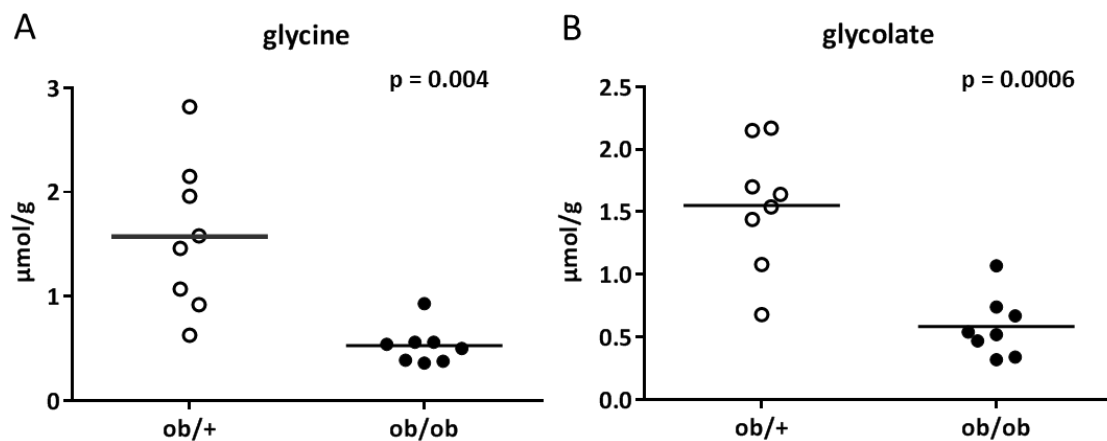 A
glycine
p = 0.004
3
2
1
0
μmol/g
ob/+
ob/ob
B
glycolate
p = 0.0006
2.5
2.0
1.5
1.0
0.5
0.0
μmol/g
ob/+
ob/ob